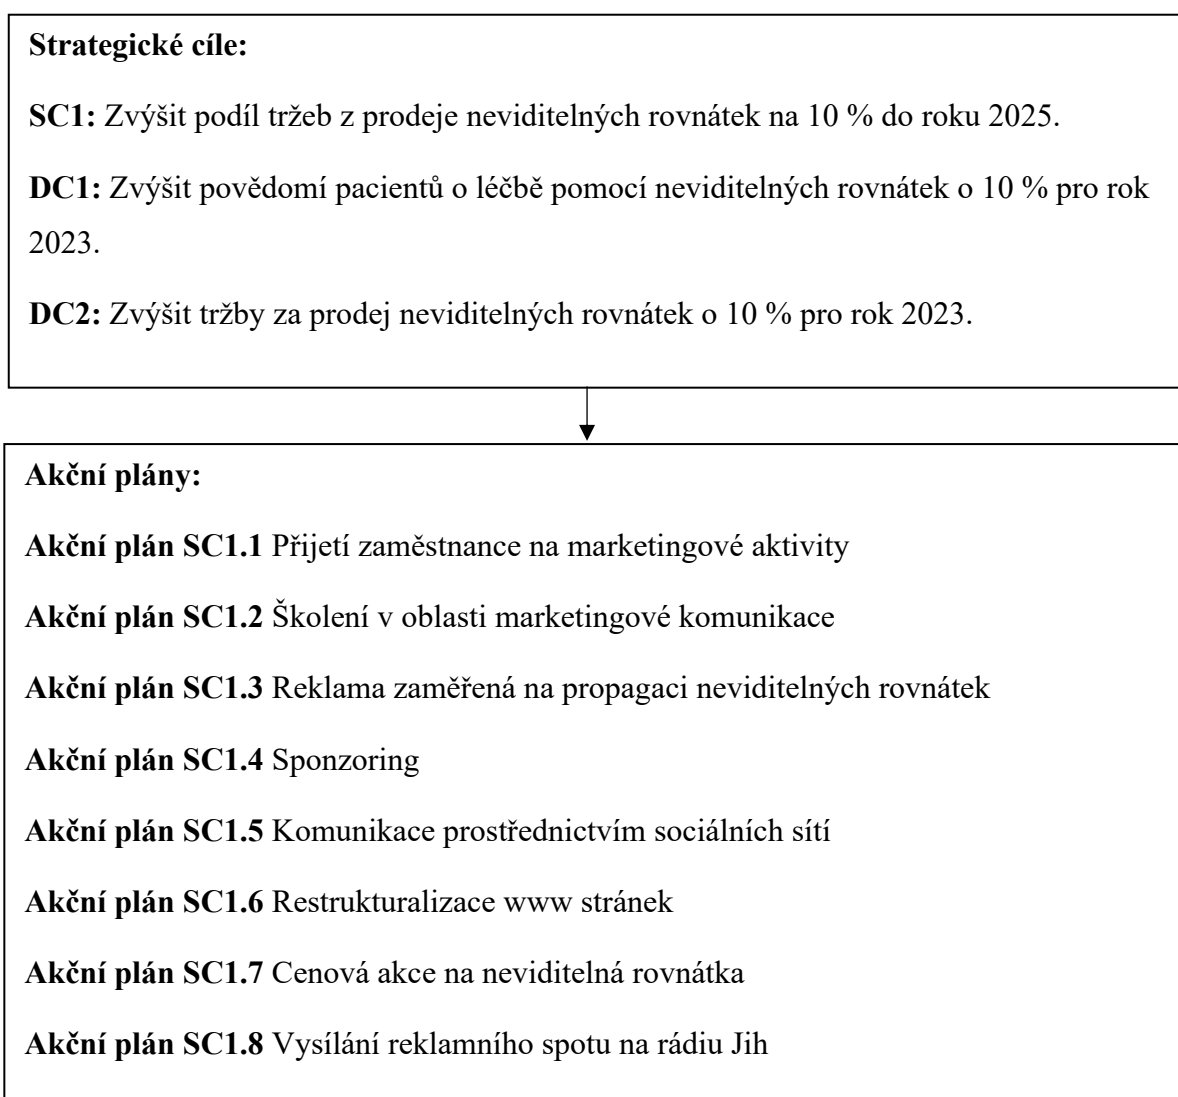 Strategické cíle:
SC1: Zvýšit podíl tržeb z prodeje neviditelných rovnátek na 10 % do roku 2025.
DC1: Zvýšit povědomí pacientů o léčbě pomocí neviditelných rovnátek o 10 % pro rok
2023.
DC2: Zvýšit tržby za prodej neviditelných rovnátek o 10 % pro rok 2023.
Akční plány:
Akční plán SC1.1 Přijetí zaměstnance na marketingové aktivity
Akční plán SC1.2 Školení v oblasti marketingové komunikace
Akční plán SC1.3 Reklama zaměřená na propagaci neviditelných rovnátek
Akční plán SC1.4 Sponzoring
Akční plán SC1.5 Komunikace prostřednictvím sociálních sítí
Akční plán SC1.6 Restrukturalizace www stránek
Akční plán SC1.7 Cenová akce na neviditelná rovnátka
Akční plán SC1.8 Vysílání reklamního spotu na rádiu Jih